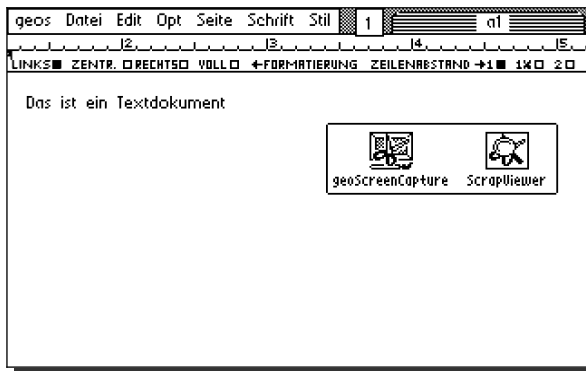 geos Datei Edit Opt Seite Schrift Stil 1 a1
2 3 4 5
LINKS ZENTR. RECHTS VOLL ←FORMATIERUNG ZEILENABSTAND →1 1½ 2
Das ist ein Textdokument
geoScreenCapture ScrapViewer